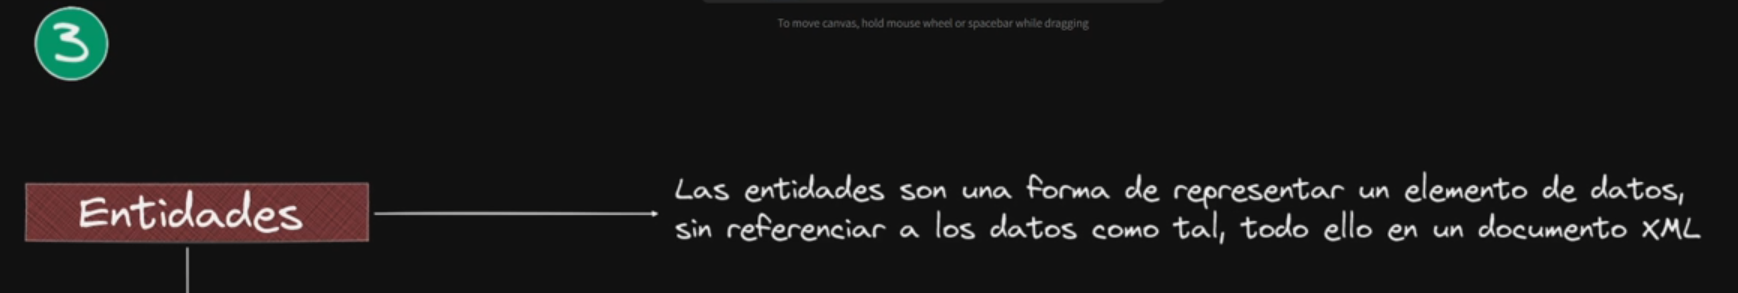 To move canvas, hold mouse wheel or spacebar while dragging
3
Entidades
Las entidades son una forma de representar un elemento de datos,
sin referenciar a los datos como tal, todo ello en un documento XML